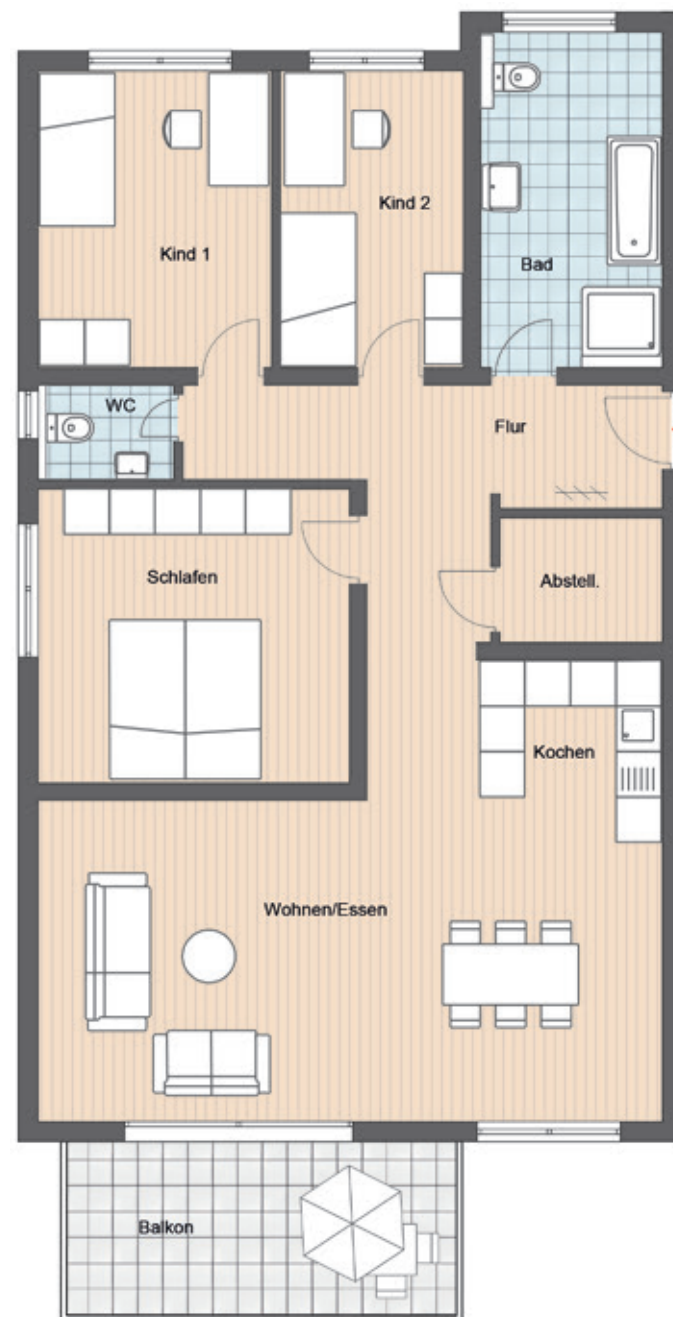 Kind 2
Kind 1
Bad
WC
Flur
Schlafen
Abstell.
Kochen
Wohnen/Essen
Balkon